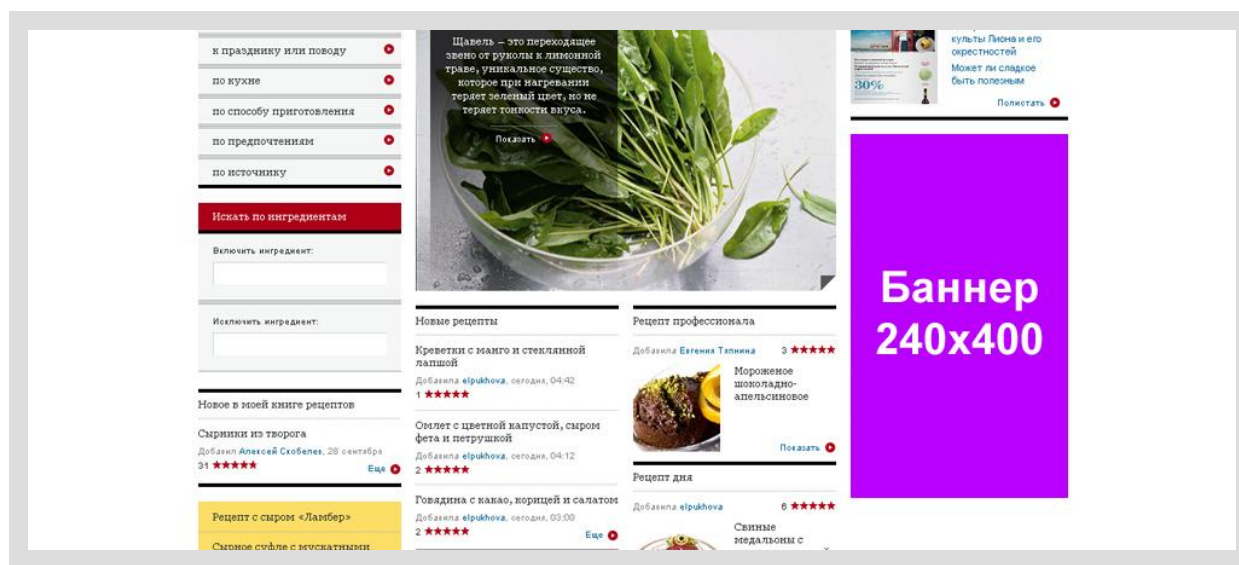 к празднику или поводу
по кухне
по способу приготовления
по предпочтениям
по источнику
Искать по ингредиентам
Включить ингредиент:
Исключить ингредиент:
Новое в моей книге рецептов
Сырники из творога
Добавил Алексей Скобелев, 28 сентября
31
Еще
Рецепт с сыром «Ламбер»
Сырное суфле с мускатными
Щавель – это переходящее
звено от руколы к лимонной
траве, уникальное существо,
которое при нагревании
теряет зеленый цвет, но не
теряет тонкости вкуса.
Показать
Новые рецепты
Креветки с манго и стеклянной
лапшой
Добавила elpukhova, сегодня, 04:42
1
Омлет с цветной капустой, сыром
фета и петрушкой
Добавила elpukhova, сегодня, 04:12
2
Говядина с какао, корицей и салатом
Добавила elpukhova, сегодня, 03:00
2
Еще
Рецепт профессионала
Добавила Евгения Тапнина 3
Мороженое
шоколадно-
апельсиновое
Показать
Рецепт дня
Добавила elpukhova 6
Свиные
медальоны с
30%
культы Лиона и его
окрестностей
Может ли сладкое
быть полезным
Полистать
Баннер
240x400